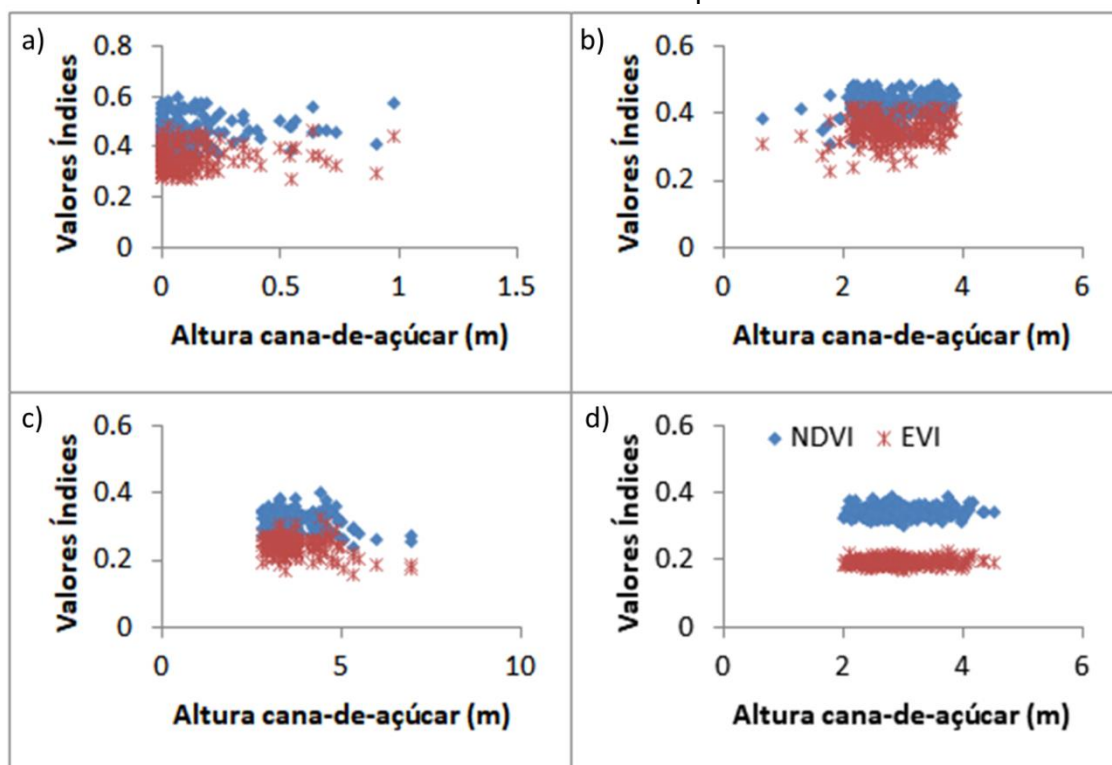 a)
0.8
0.6
0.4
0.2
0
Valores Índices
0 0.5 1 1.5
Altura cana-de-açúcar (m)
b)
0.6
0.4
0.2
0
Valores Índices
0 2 4 6
Altura cana-de-açúcar (m)
c)
0.6
0.4
0.2
0
Valores Índices
0 5 10
Altura cana-de-açúcar (m)
d)
NDVI EVI
0.6
0.4
0.2
0
Valores Índices
0 2 4 6
Altura cana-de-açúcar (m)